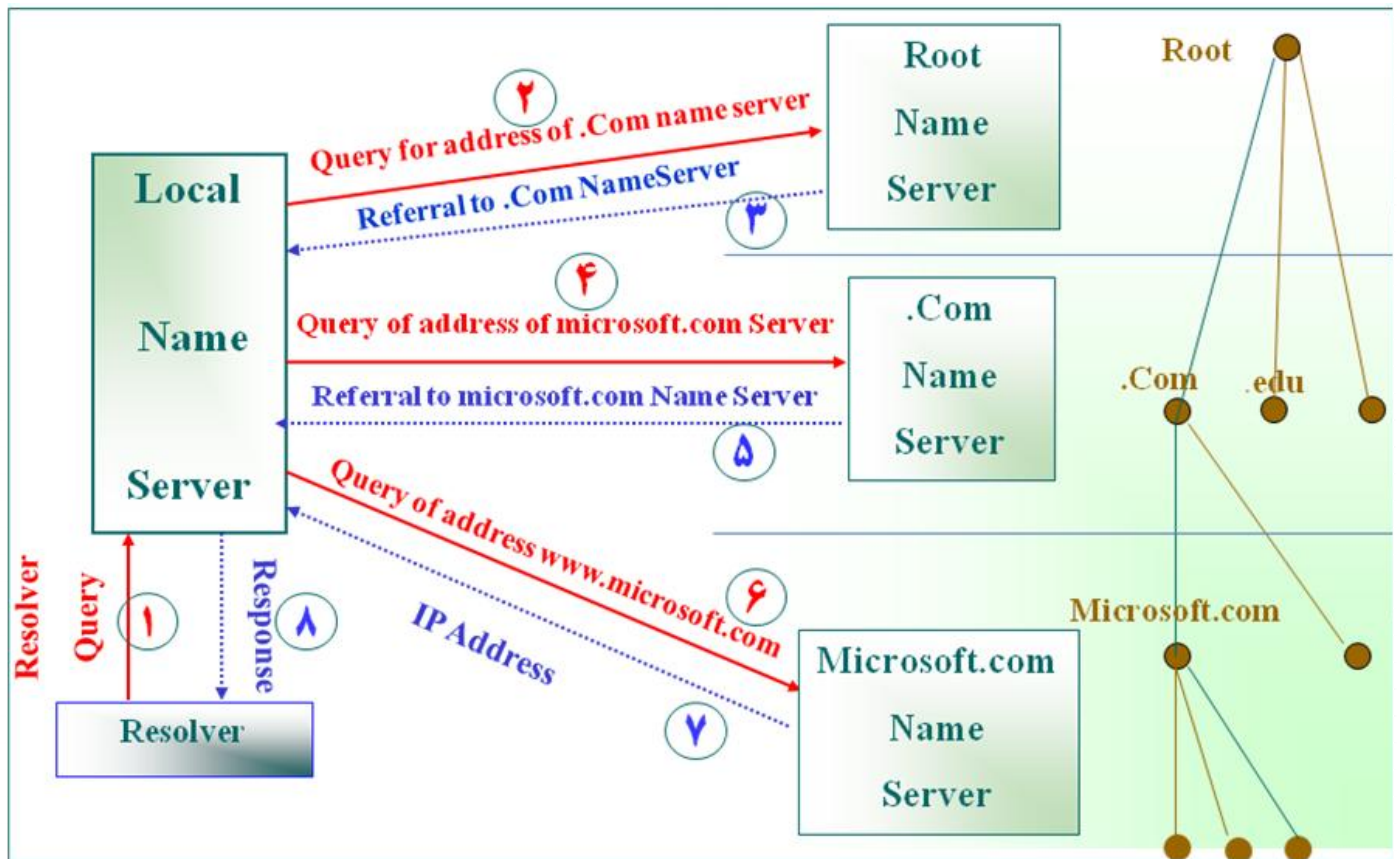 Root
Name
Server
Root
۲
Query for address of .Com name server
Referral to .Com NameServer
۳
Local
Name
Server
۴
Query of address of microsoft.com Server
Referral to microsoft.com Name Server
۵
.Com
Name
Server
.Com
.edu
Query of address www.microsoft.com
۶
IP Address
۷
Microsoft.com
Microsoft.com
Name
Server
Resolver
Query
۱
Response
۸
Resolver